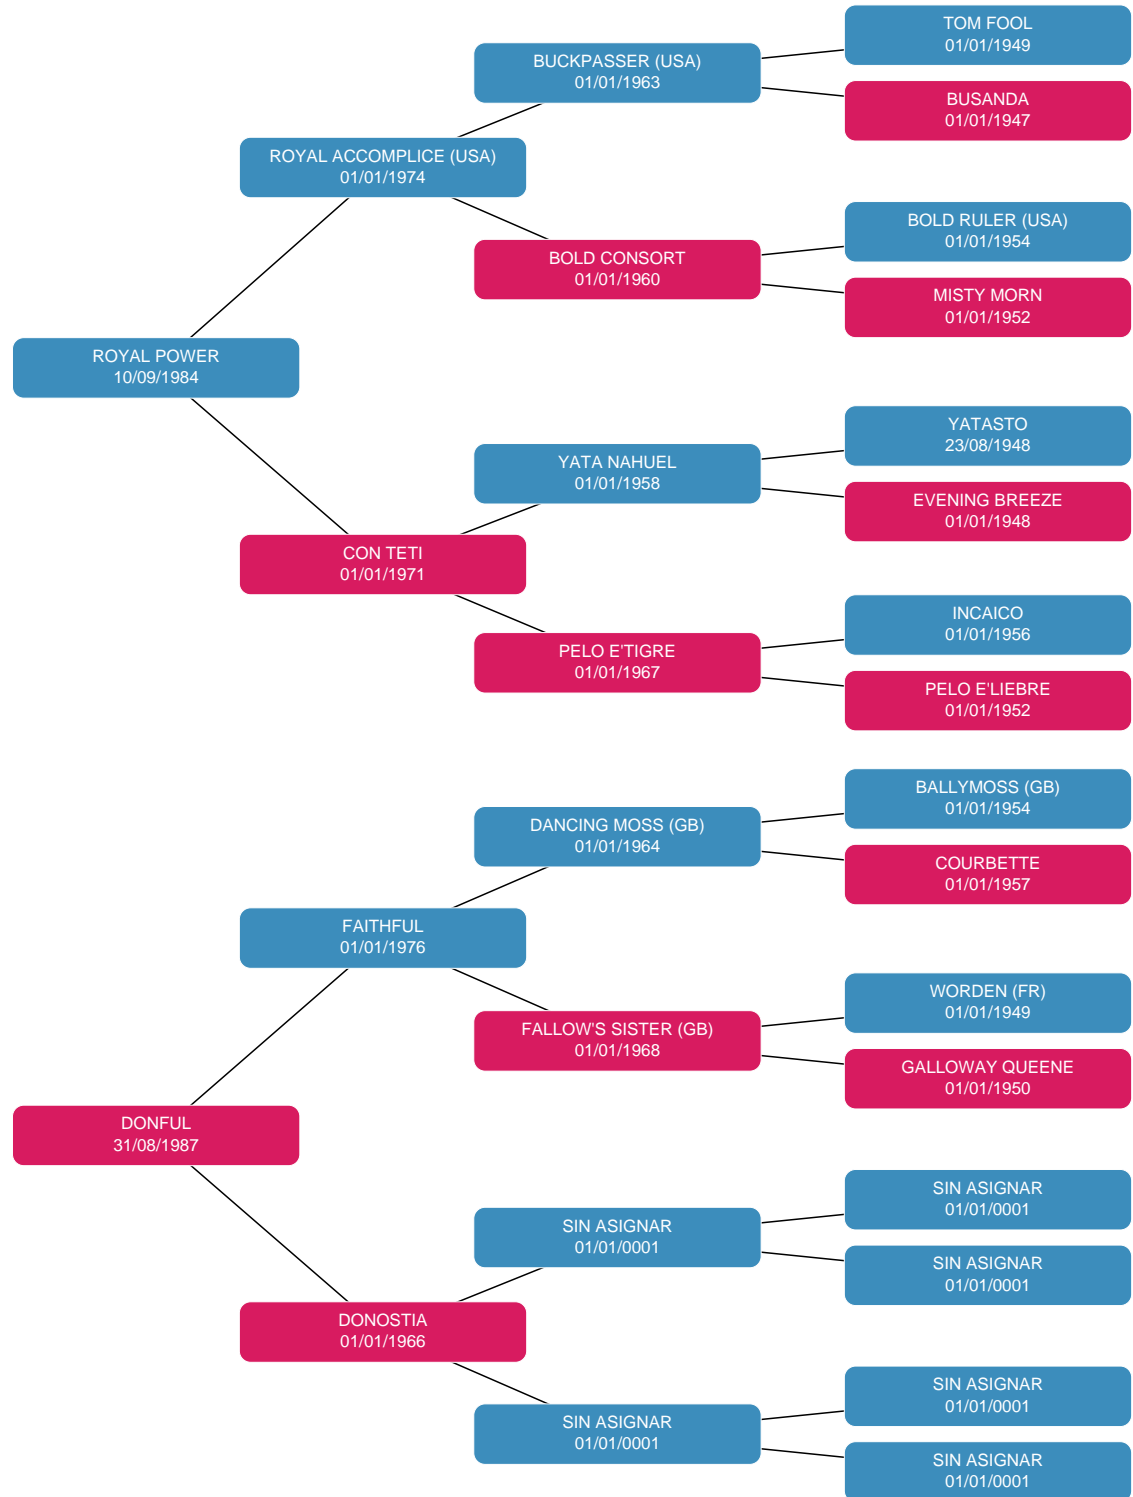 TOM FOOL
01/01/1949
BUCKPASSER (USA)
01/01/1963
BUSANDA
01/01/1947
ROYAL ACCOMPLICE (USA)
01/01/1974
BOLD RULER (USA)
01/01/1954
BOLD CONSORT
01/01/1960
MISTY MORN
01/01/1952
ROYAL POWER
10/09/1984
YATASTO
23/08/1948
YATA NAHUEL
01/01/1958
EVENING BREEZE
01/01/1948
CON TETI
01/01/1971
INCAICO
01/01/1956
PELO E'TIGRE
01/01/1967
PELO E'LIEBRE
01/01/1952
BALLYMOSS (GB)
01/01/1954
DANCING MOSS (GB)
01/01/1964
COURBETTE
01/01/1957
FAITHFUL
01/01/1976
WORDEN (FR)
01/01/1949
FALLOW'S SISTER (GB)
01/01/1968
GALLOWAY QUEENE
01/01/1950
DONFUL
31/08/1987
SIN ASIGNAR
01/01/0001
SIN ASIGNAR
01/01/0001
SIN ASIGNAR
01/01/0001
DONOSTIA
01/01/1966
SIN ASIGNAR
01/01/0001
SIN ASIGNAR
01/01/0001
SIN ASIGNAR
01/01/0001